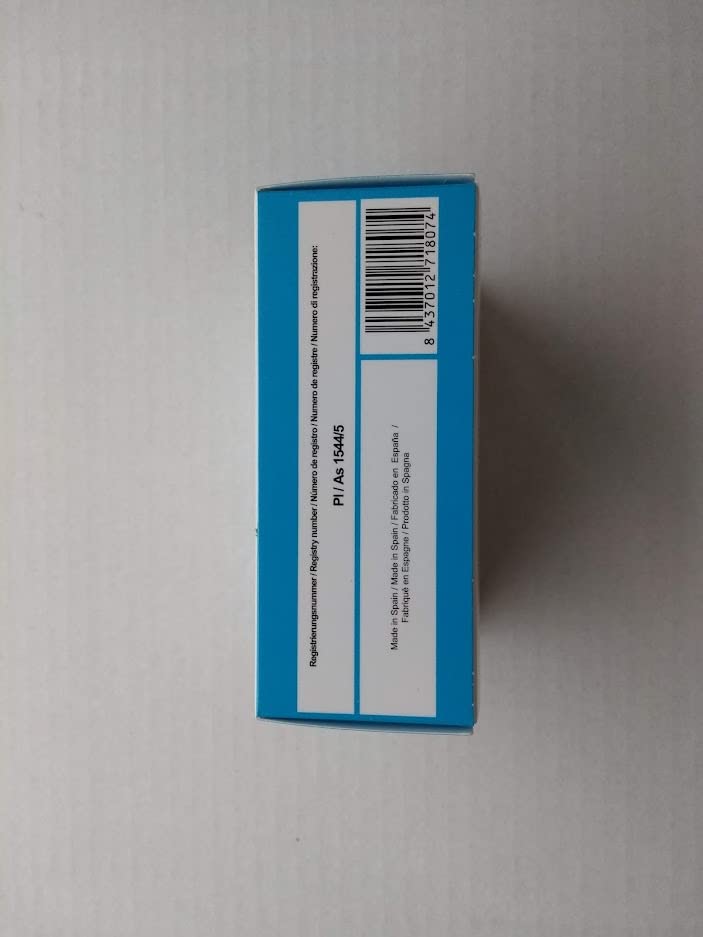 Registrierungsnummer / Registry number / Número de registro / Numero de registre / Numero di registrazione:
PI / As 1544/5
Made in Spain / Made in Spain / Fabricado en España /
Fabriqué en Espagne / Prodotto in Spagna
8 437012 718074